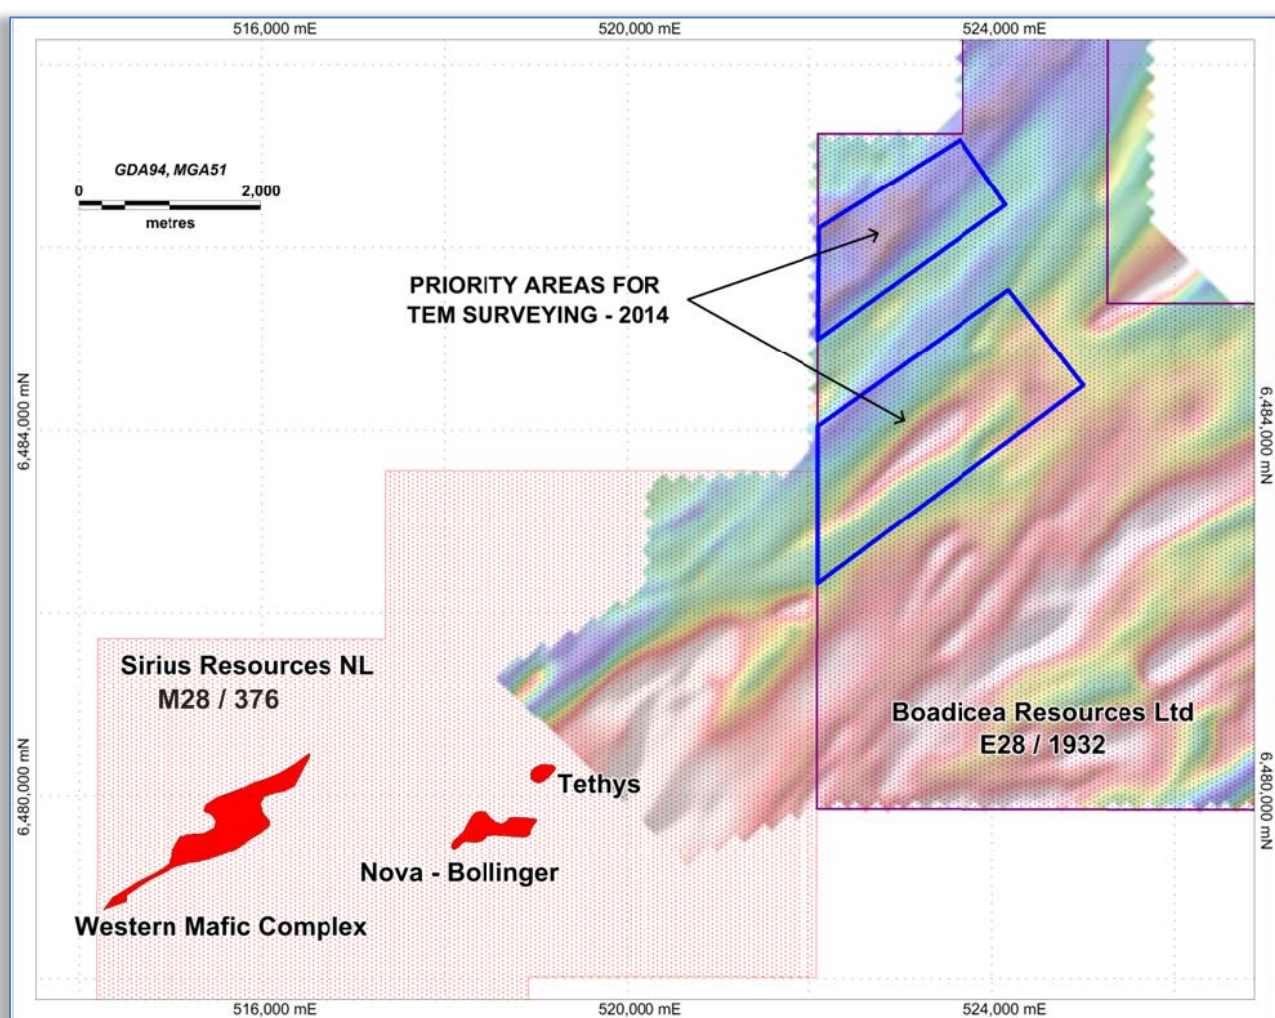 516,000 mE
520,000 mE
524,000 mE
GDA94, MGA51
0
2,000
metres
PRIORITY AREAS FOR
TEM SURVEYING - 2014
6,484,000 mN
6,484,000 mN
Sirius Resources NL
M28 / 376
Boadicea Resources Ltd
E28 / 1932
Tethys
6,480,000 mN
6,480,000 mN
Nova - Bollinger
Western Mafic Complex
516,000 mE
520,000 mE
524,000 mE